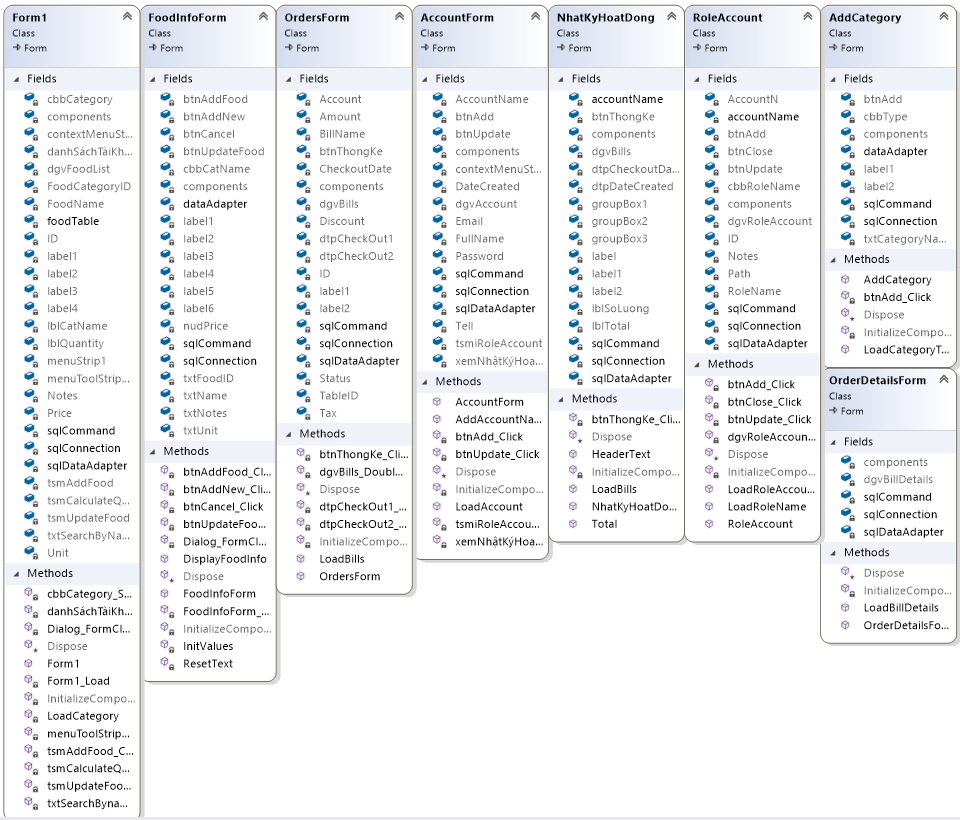 Form1
Class
Form
Fields
cbbCategory
components
contextMenuSt...
danhSáchTàiKh...
dgvFoodList
FoodCategoryID
FoodName
foodTable
ID
label1
label2
label3
label4
lblCatName
lblQuantity
menuStrip1
menuToolStrip...
Notes
Price
sqlCommand
sqlConnection
sqlDataAdapter
tsmAddFood
tsmCalculateQ...
tsmUpdateFood
txtSearchByNa...
Unit
Methods
cbbCategory_S...
danhSáchTàiKh...
Dialog_FormCl...
Dispose
Form1
Form1_Load
InitializeCompo...
LoadCategory
menuToolStrip...
tsmAddFood_C...
tsmCalculateQ...
tsmUpdateFoo...
txtSearchByna...
FoodInfoForm
Class
Form
Fields
btnAddFood
btnAddNew
btnCancel
btnUpdateFood
cbbCatName
components
dataAdapter
label1
label2
label3
label4
label5
label6
nudPrice
sqlCommand
sqlConnection
txtFoodID
txtName
txtNotes
txtUnit
Methods
btnAddFood_Cl...
btnAddNew_Cli...
btnCancel_Click
btnUpdateFoo...
Dialog_FormCl...
DisplayFoodInfo
Dispose
FoodInfoForm
FoodInfoForm_...
InitializeCompo...
InitValues
ResetText
OrdersForm
Class
Form
Fields
Account
Amount
BillName
btnThongKe
CheckoutDate
components
dgvBills
Discount
dtpCheckOut1
dtpCheckOut2
ID
label1
label2
sqlCommand
sqlConnection
sqlDataAdapter
Status
TableID
Tax
Methods
btnThongKe_Cli...
dgvBills_Doubl...
Dispose
dtpCheckOut1_...
dtpCheckOut2_...
InitializeCompo...
LoadBills
OrdersForm
AccountForm
Class
Form
Fields
AccountName
btnAdd
btnUpdate
components
contextMenuSt...
DateCreated
dgvAccount
Email
FullName
Password
sqlCommand
sqlConnection
sqlDataAdapter
Tell
tsmiRoleAccount
xemNhậtKýHoạ...
Methods
AccountForm
AddAccountNa...
btnAdd_Click
btnUpdate_Click
Dispose
InitializeCompo...
LoadAccount
tsmiRoleAccou...
xemNhậtKýHoạ...
NhatKyHoatDong
Class
Form
Fields
accountName
btnThongKe
components
dgvBills
dtpCheckoutDa...
dtpDateCreated
groupBox1
groupBox2
groupBox3
label
label1
label2
lblSoLuong
lblTotal
sqlCommand
sqlConnection
sqlDataAdapter
Methods
btnThongKe_Cli...
Dispose
HeaderText
InitializeCompo...
LoadBills
NhatKyHoatDo...
Total
RoleAccount
Class
Form
Fields
AccountN
accountName
btnAdd
btnClose
btnUpdate
cbbRoleName
components
dgvRoleAccount
ID
Notes
Path
RoleName
sqlCommand
sqlConnection
sqlDataAdapter
Methods
btnAdd_Click
btnClose_Click
btnUpdate_Click
dgvRoleAccoun...
Dispose
InitializeCompo...
LoadRoleAccou...
LoadRoleName
RoleAccount
AddCategory
Class
Form
Fields
btnAdd
cbbType
components
dataAdapter
label1
label2
sqlCommand
sqlConnection
txtCategoryNa...
Methods
AddCategory
btnAdd_Click
Dispose
InitializeCompo...
LoadCategoryT...
OrderDetailsForm
Class
Form
Fields
components
dgvBillDetails
sqlCommand
sqlConnection
sqlDataAdapter
Methods
Dispose
InitializeCompo...
LoadBillDetails
OrderDetailsFo...